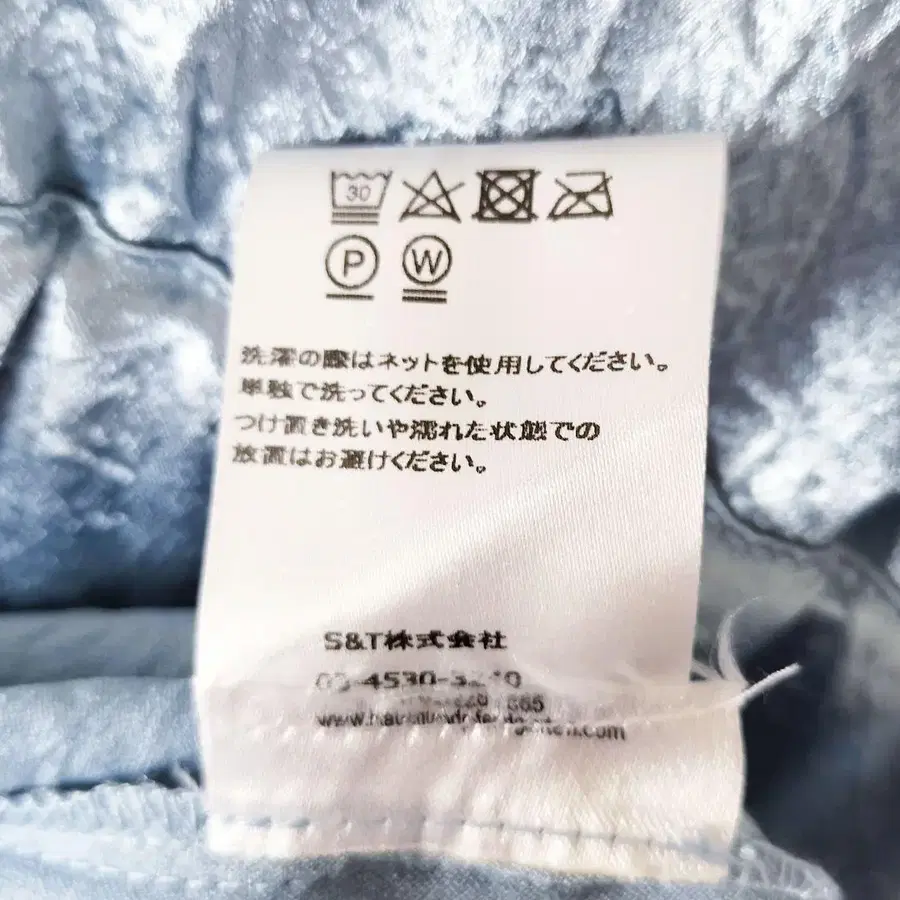 30
P W
洗濯の際はネットを使用してください。
単独で洗ってください。
つけ置き洗いや濡れた状態での
放置はお避けください。
S&T株式会社